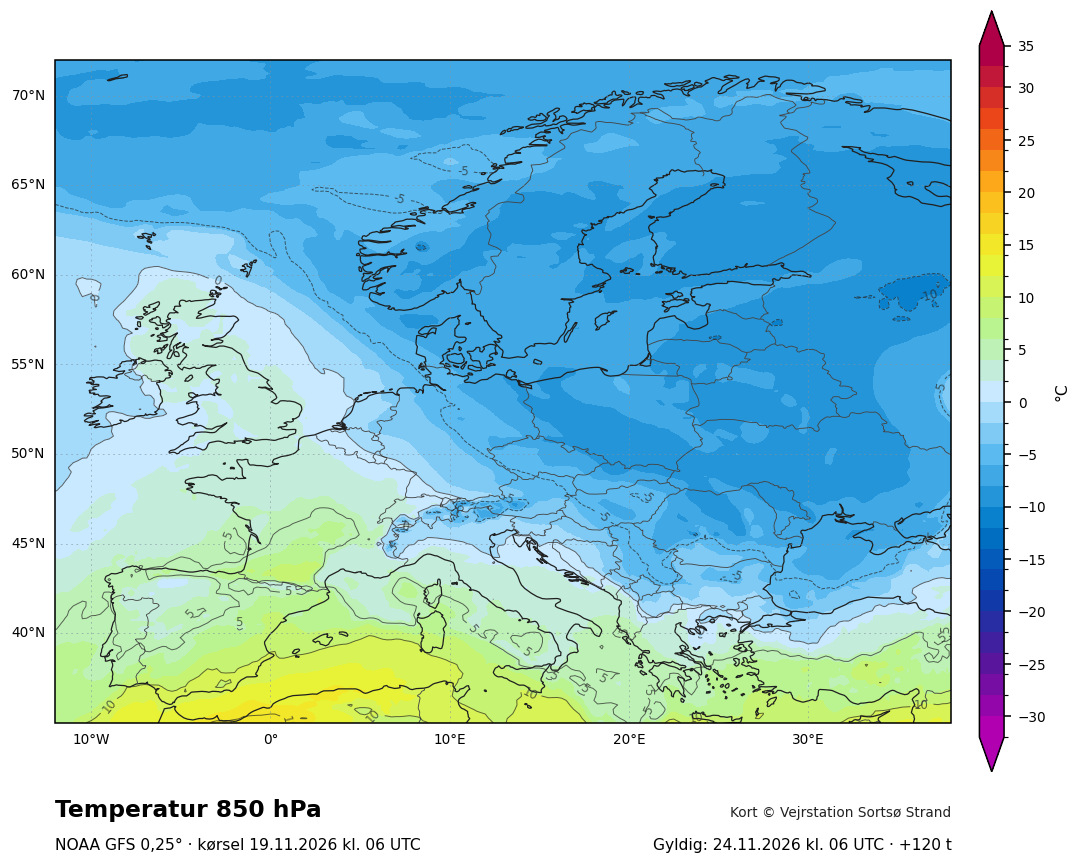 70°N
65°N
60°N
55°N
50°N
45°N
40°N
10°W
0°
10°E
20°E
30°E
35
30
25
20
15
10
5
0
−5
−10
−15
−20
−25
−30
°C
Temperatur 850 hPa
Kort © Vejrstation Sortsø Strand
NOAA GFS 0,25° · kørsel 19.11.2026 kl. 06 UTC
Gyldig: 24.11.2026 kl. 06 UTC · +120 t